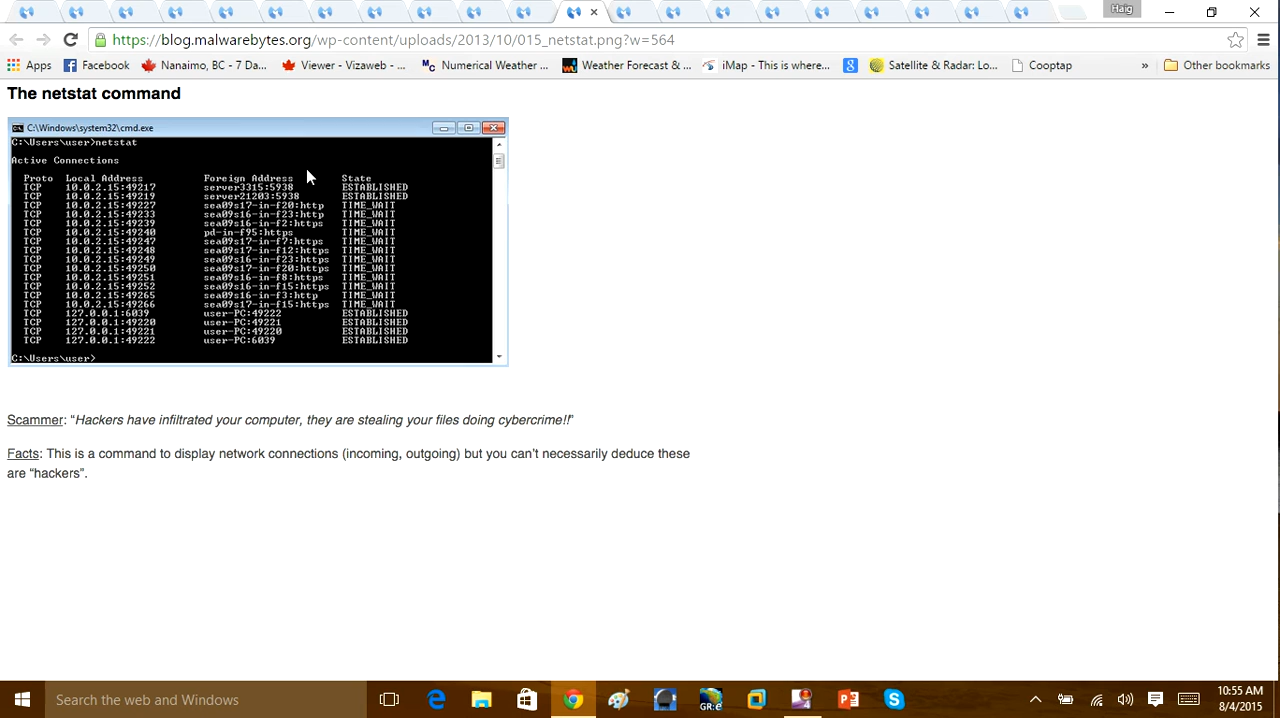 Haig
https://blog.malwarebytes.org/wp-content/uploads/2013/10/015_netstat.png?w=564
Apps Facebook Nanaimo, BC - 7 Da... Viewer - Vizaweb - ... Numerical Weather ... Weather Forecast & ... iMap - This is where... Satellite & Radar: Lo... Cooptap » Other bookmarks
The netstat command
C:\Windows\system32\cmd.exe
C:\Users\user>netstat
Active Connections
Proto Local Address Foreign Address State
TCP 10.0.2.15:49217 server3315:5938 ESTABLISHED
TCP 10.0.2.15:49219 server21203:5938 ESTABLISHED
TCP 10.0.2.15:49227 sea09s17-in-f20:http TIME_WAIT
TCP 10.0.2.15:49233 sea09s16-in-f23:http TIME_WAIT
TCP 10.0.2.15:49239 sea09s16-in-f2:https TIME_WAIT
TCP 10.0.2.15:49240 pd-in-f95:https TIME_WAIT
TCP 10.0.2.15:49247 sea09s17-in-f7:https TIME_WAIT
TCP 10.0.2.15:49248 sea09s17-in-f12:https TIME_WAIT
TCP 10.0.2.15:49249 sea09s16-in-f23:https TIME_WAIT
TCP 10.0.2.15:49250 sea09s17-in-f20:https TIME_WAIT
TCP 10.0.2.15:49251 sea09s16-in-f8:https TIME_WAIT
TCP 10.0.2.15:49252 sea09s16-in-f15:https TIME_WAIT
TCP 10.0.2.15:49265 sea09s16-in-f3:http TIME_WAIT
TCP 10.0.2.15:49266 sea09s17-in-f15:https TIME_WAIT
TCP 127.0.0.1:6039 user-PC:49222 ESTABLISHED
TCP 127.0.0.1:49220 user-PC:49221 ESTABLISHED
TCP 127.0.0.1:49221 user-PC:49220 ESTABLISHED
TCP 127.0.0.1:49222 user-PC:6039 ESTABLISHED
C:\Users\user>
Scammer: “Hackers have infiltrated your computer, they are stealing your files doing cybercrime!!”
Facts: This is a command to display network connections (incoming, outgoing) but you can’t necessarily deduce these
are “hackers”.
Search the web and Windows
GR:e
10:55 AM
8/4/2015